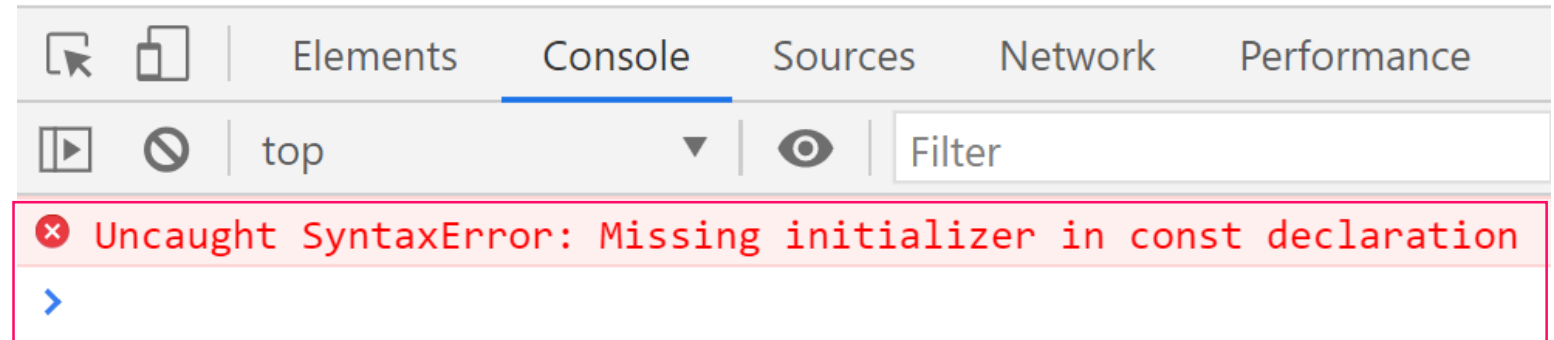 Elements Console Sources Network Performance
top Filter
Uncaught SyntaxError: Missing initializer in const declaration